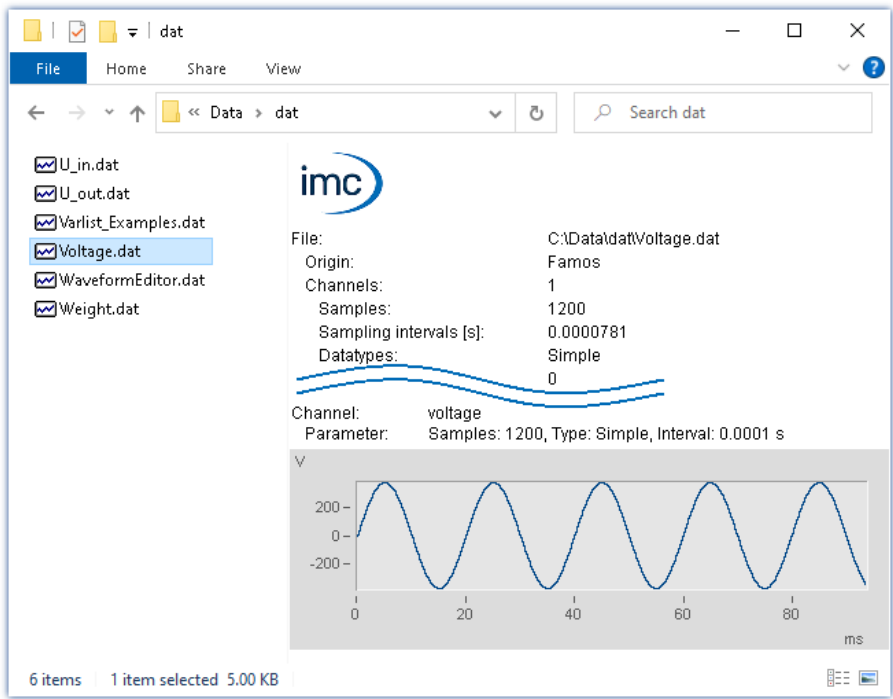 dat
File Home Share View
?
« Data > dat
Search dat
U_in.dat
U_out.dat
Varlist_Examples.dat
Voltage.dat
WaveformEditor.dat
Weight.dat
imc
File: C:\Data\dat\Voltage.dat
Origin: Famos
Channels: 1
Samples: 1200
Sampling intervals [s]: 0.0000781
Datatypes: Simple
0
Channel: voltage
Parameter: Samples: 1200, Type: Simple, Interval: 0.0001 s
V
200
0
-200
0 20 40 60 80
ms
6 items 1 item selected 5.00 KB